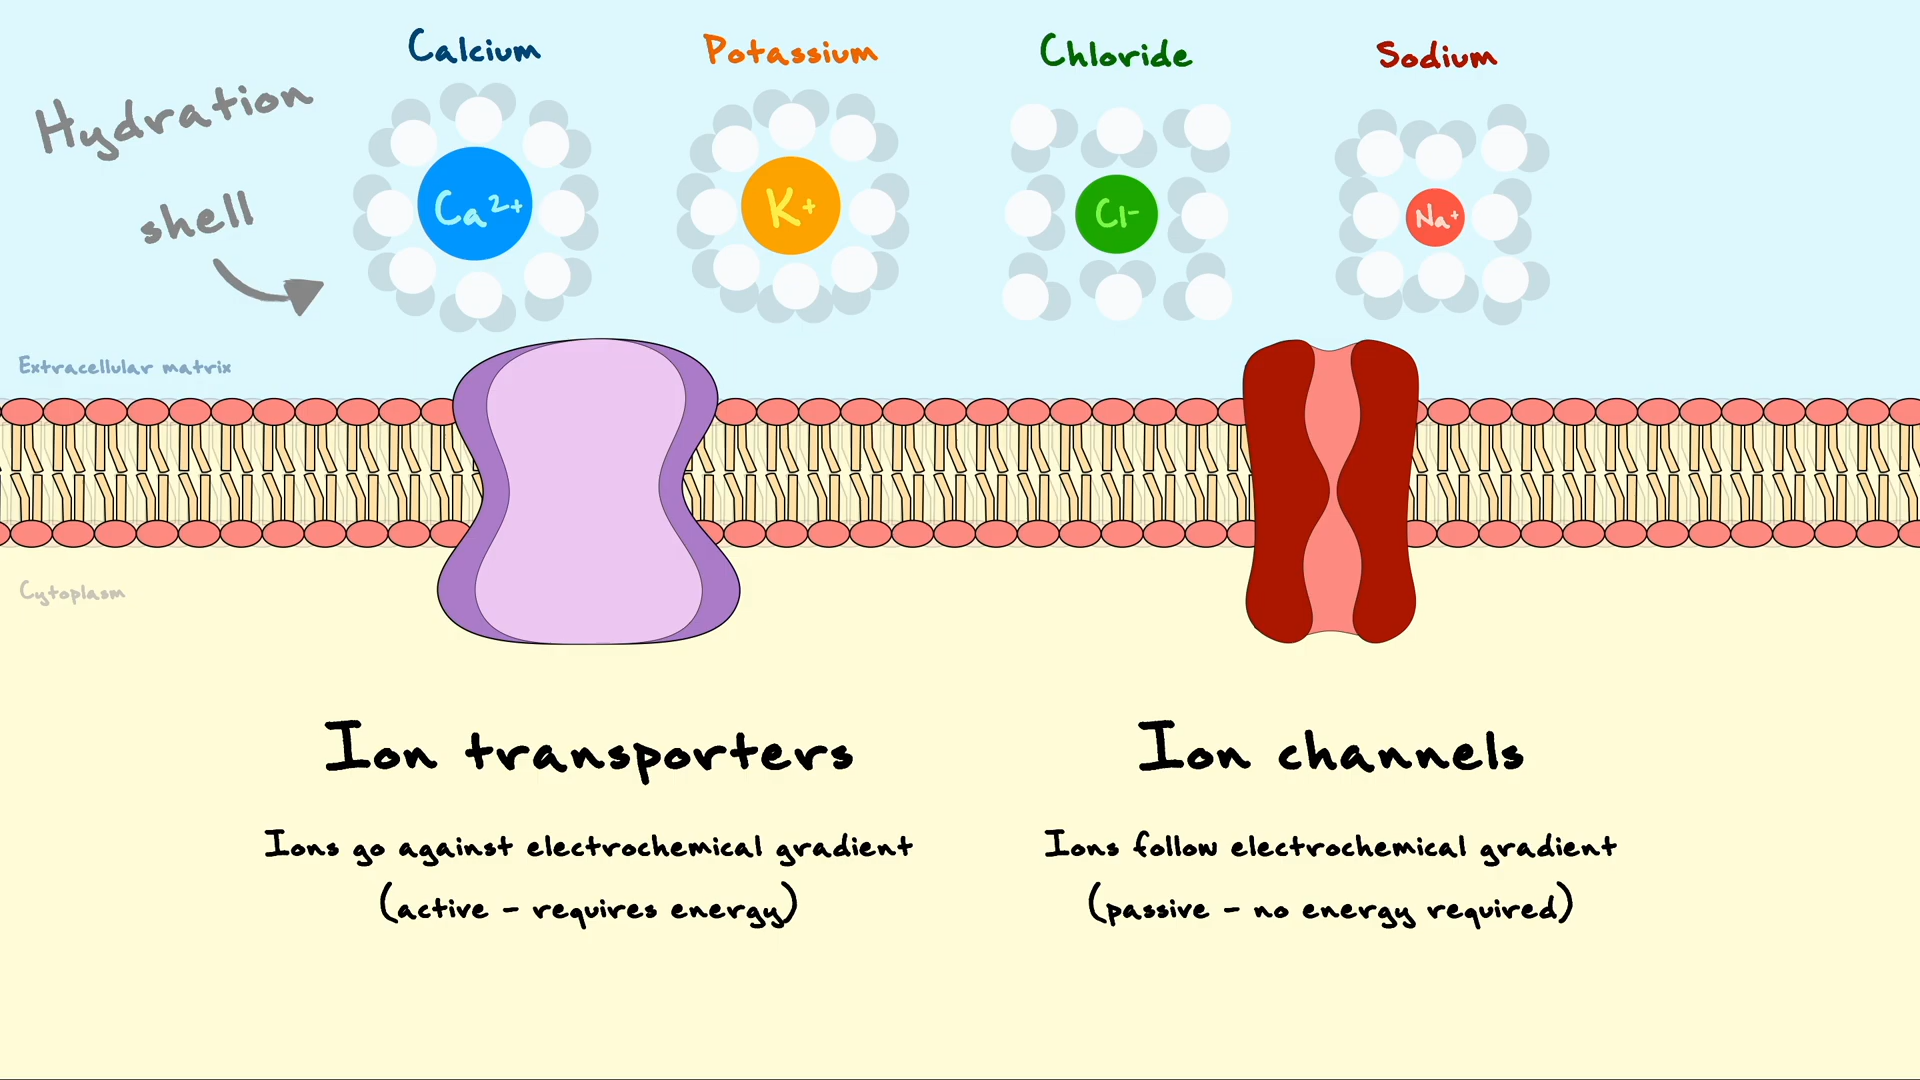 Calcium
Potassium
Chloride
Sodium
Hydration
shell
Ca²⁺
K⁺
Cl⁻
Na⁺
Extracellular matrix
Cytoplasm
Ion transporters
Ions go against electrochemical gradient
(active - requires energy)
Ion channels
Ions follow electrochemical gradient
(passive - no energy required)